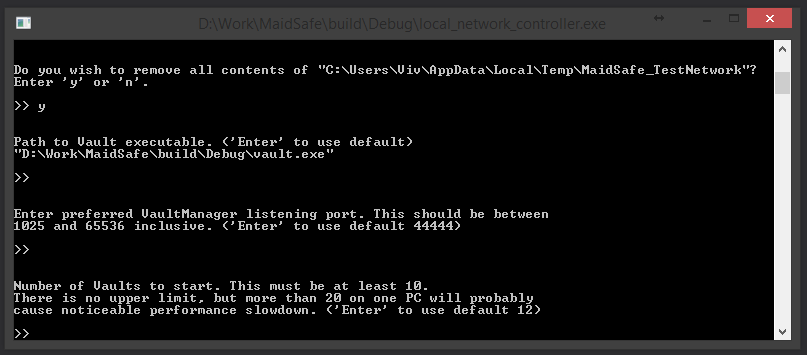 D:\Work\MaidSafe\build\Debug\local_network_controller.exe
Do you wish to remove all contents of "C:\Users\Viv\AppData\Local\Temp\MaidSafe_TestNetwork"?
Enter 'y' or 'n'.
>> y
Path to Vault executable. ('Enter' to use default)
"D:\Work\MaidSafe\build\Debug\vault.exe"
>>
Enter preferred VaultManager listening port. This should be between
1025 and 65536 inclusive. ('Enter' to use default 44444)
>>
Number of Vaults to start. This must be at least 10.
There is no upper limit, but more than 20 on one PC will probably
cause noticeable performance slowdown. ('Enter' to use default 12)
>>